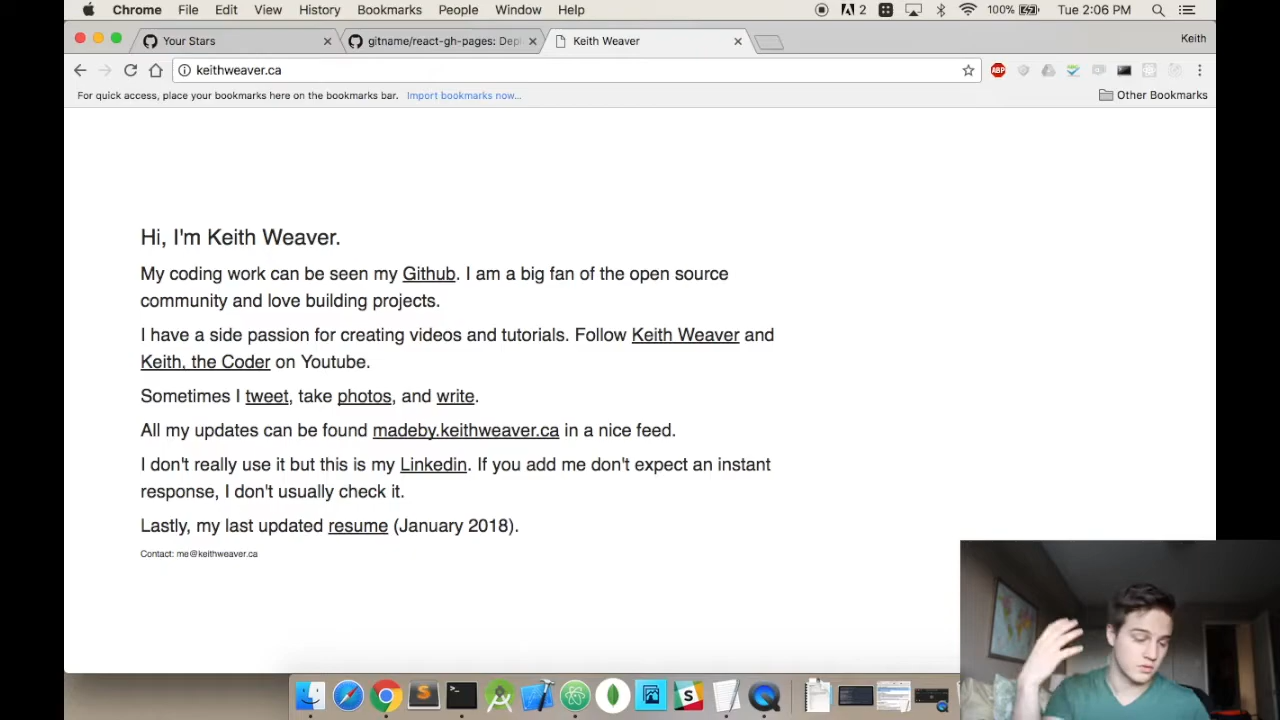 Chrome File Edit View History Bookmarks People Window Help 2 100% Tue 2:06 PM
Your Stars gitname/react-gh-pages: Depl Keith Weaver Keith
keithweaver.ca ABP
For quick access, place your bookmarks here on the bookmarks bar. Import bookmarks now... Other Bookmarks
Hi, I'm Keith Weaver.
My coding work can be seen my Github. I am a big fan of the open source
community and love building projects.
I have a side passion for creating videos and tutorials. Follow Keith Weaver and
Keith, the Coder on Youtube.
Sometimes I tweet, take photos, and write.
All my updates can be found madeby.keithweaver.ca in a nice feed.
I don't really use it but this is my Linkedin. If you add me don't expect an instant
response, I don't usually check it.
Lastly, my last updated resume (January 2018).
Contact: me@keithweaver.ca